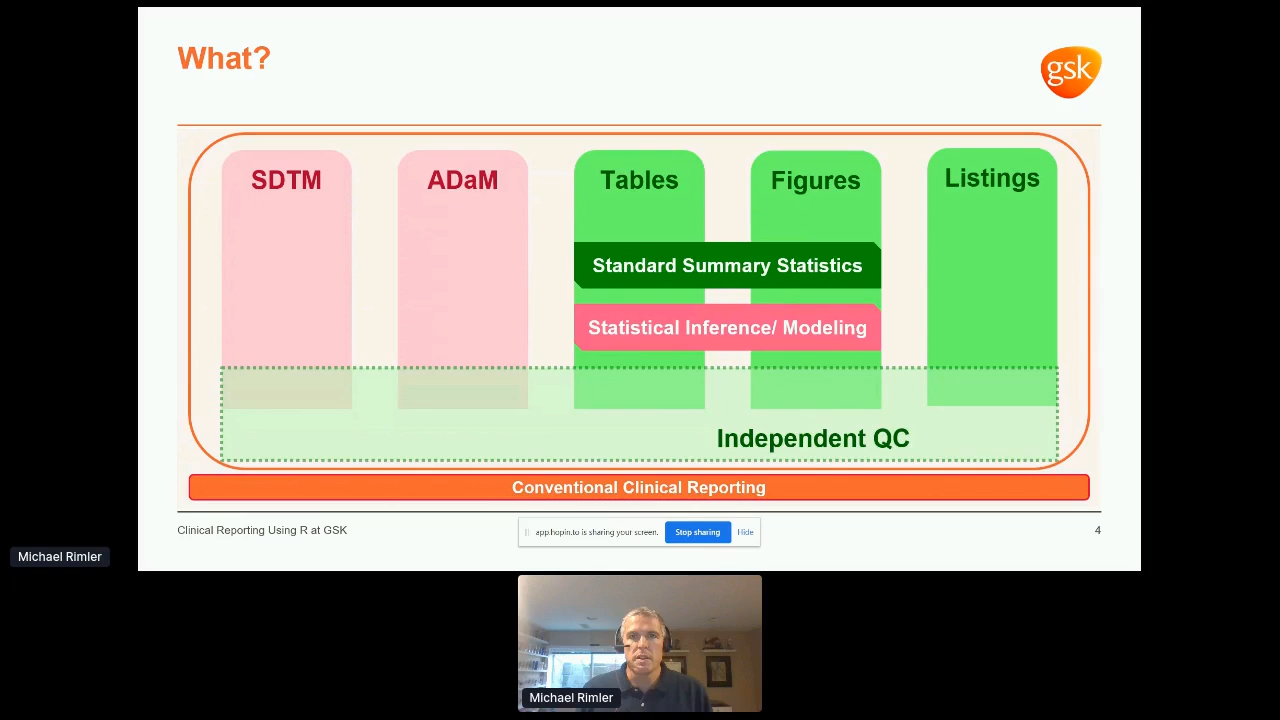 What?
gsk
SDTM
ADaM
Tables
Figures
Listings
Standard Summary Statistics
Statistical Inference/ Modeling
Independent QC
Conventional Clinical Reporting
Clinical Reporting Using R at GSK
app.hopin.to is sharing your screen.
Stop sharing
Hide
4
Michael Rimler
Michael Rimler